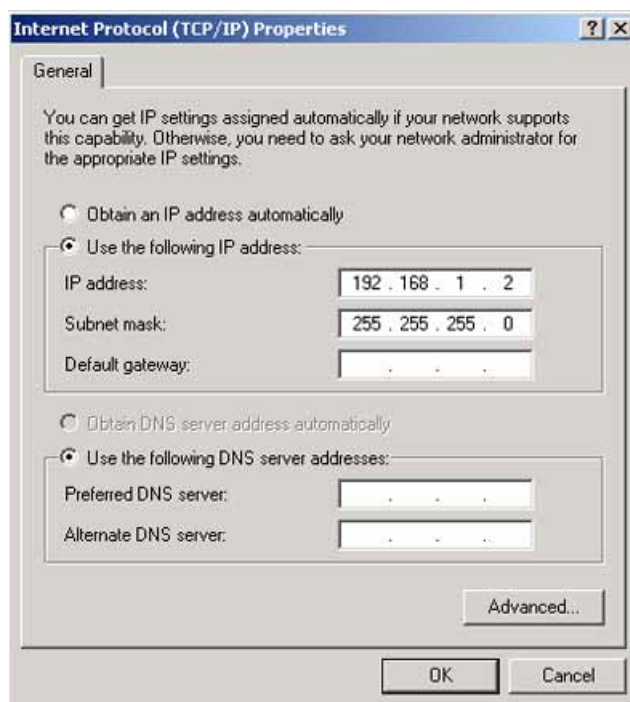 Internet Protocol (TCP/IP) Properties
General
You can get IP settings assigned automatically if your network supports
this capability. Otherwise, you need to ask your network administrator for
the appropriate IP settings.
Obtain an IP address automatically
Use the following IP address:
IP address: 192 . 168 . 1 . 2
Subnet mask: 255 . 255 . 255 . 0
Default gateway: . . .
Obtain DNS server address automatically
Use the following DNS server addresses:
Preferred DNS server: . . .
Alternate DNS server: . . .
Advanced...
OK Cancel